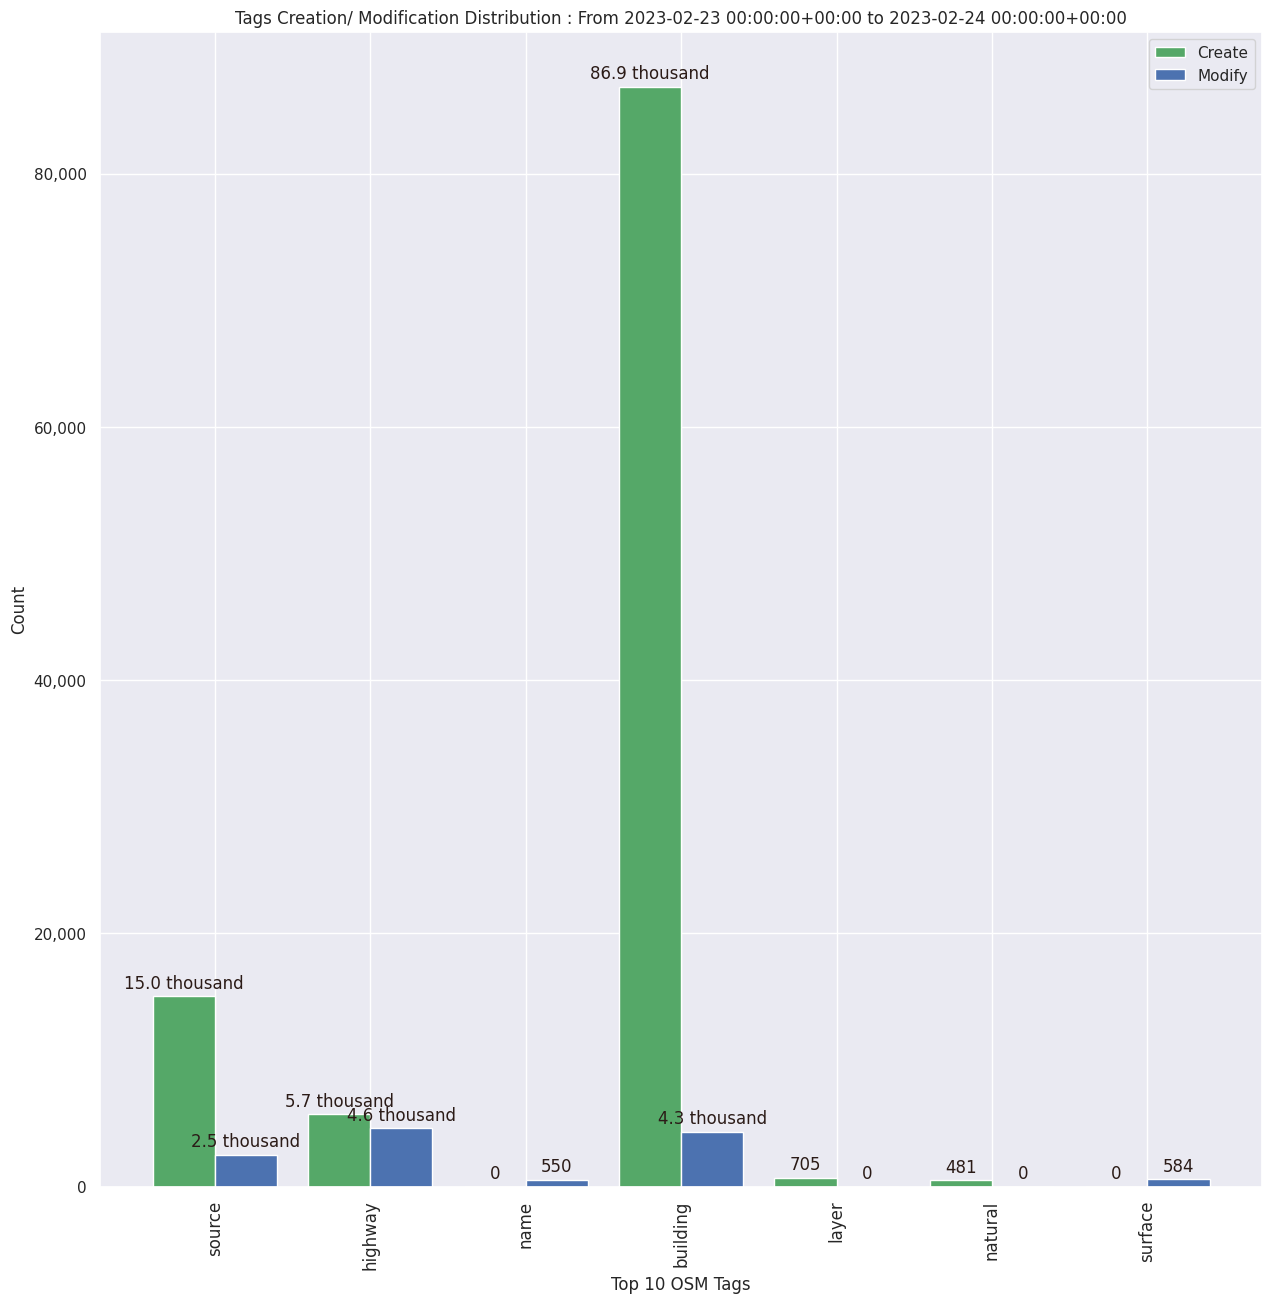 Tags Creation/ Modification Distribution : From 2023-02-23 00:00:00+00:00 to 2023-02-24 00:00:00+00:00
Create
Modify
86.9 thousand
80,000
60,000
40,000
20,000
0
Count
15.0 thousand
2.5 thousand
5.7 thousand
4.6 thousand
0
550
4.3 thousand
705
0
481
0
0
584
source
highway
name
building
layer
natural
surface
Top 10 OSM Tags